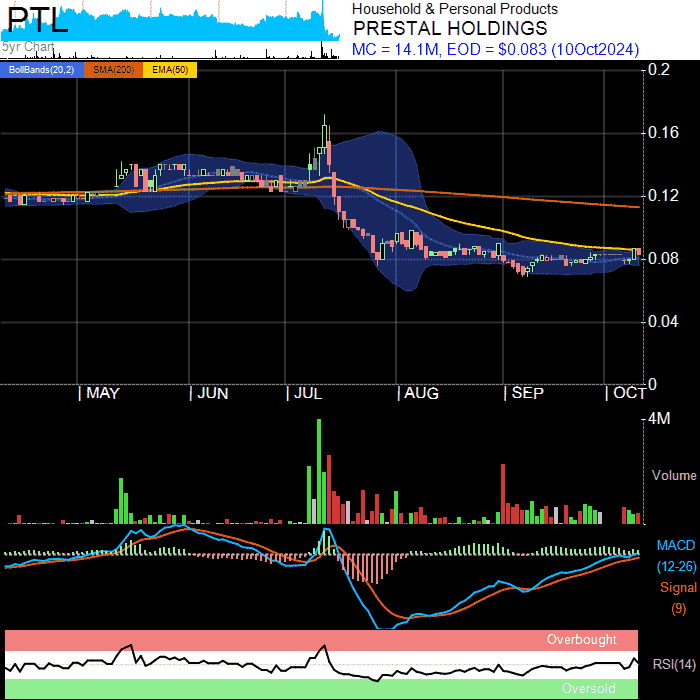 PTL
5yr Chart
Household & Personal Products
PRESTAL HOLDINGS
MC = 14.1M, EOD = $0.083 (10Oct2024)
BollBands(20,2) SMA(200) EMA(50)
0.2
0.16
0.12
0.08
0.04
0
| MAY | JUN | JUL | AUG | SEP | OCT
4M
Volume
MACD
(12-26)
Signal
(9)
Overbought
RSI(14)
Oversold